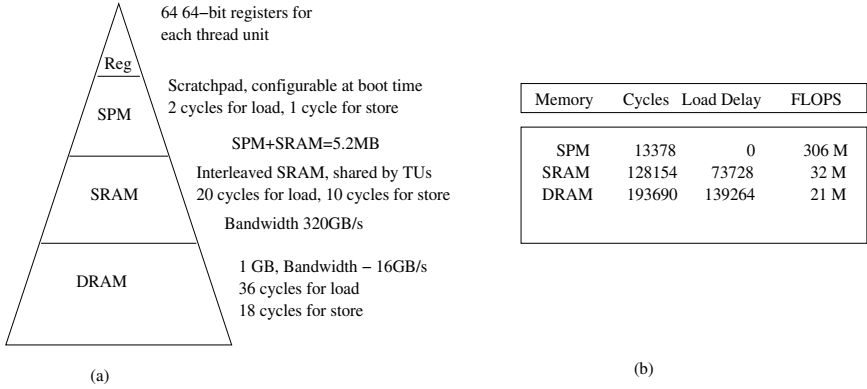 64 64−bit registers for
each thread unit
Reg
Scratchpad, configurable at boot time
2 cycles for load, 1 cycle for store
SPM
SPM+SRAM=5.2MB
Interleaved SRAM, shared by TUs
SRAM
20 cycles for load, 10 cycles for store
Bandwidth 320GB/s
1 GB, Bandwidth − 16GB/s
DRAM
36 cycles for load
18 cycles for store
(a)
Memory Cycles Load Delay FLOPS
SPM 13378 0 306 M
SRAM 128154 73728 32 M
DRAM 193690 139264 21 M
(b)